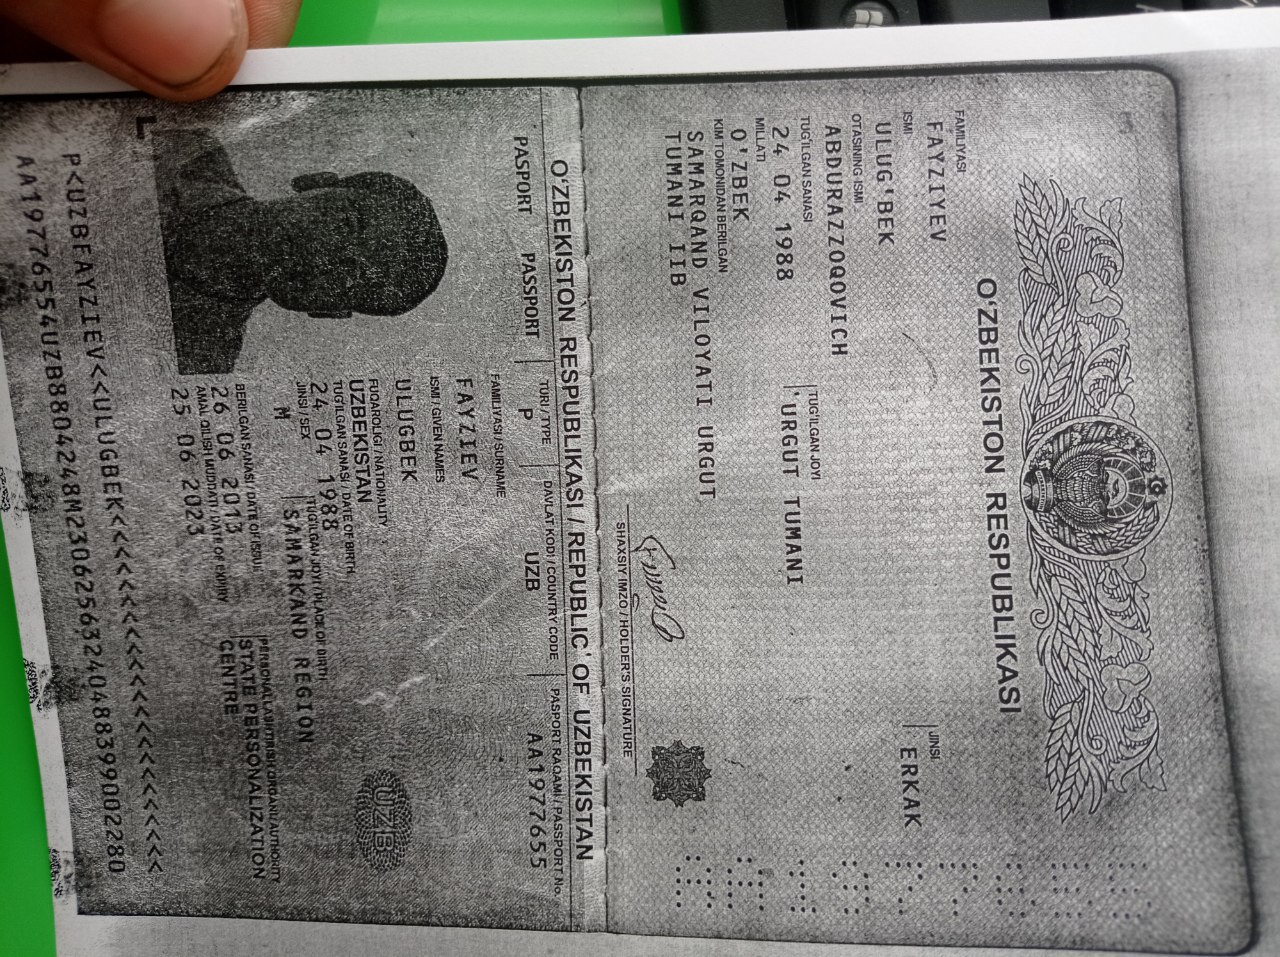 O‘ZBEKISTON RESPUBLIKASI
FAMILIYASI
FAYZIYEV
ISMI
ULUG'BEK
JINSI
ERKAK
OTASINING ISMI
ABDURAZZOQOVICH
TUG‘ILGAN SANASI
24 04 1988
TUG‘ILGAN JOYI
'URGUT TUMANI
MILLATI
O'ZBEK
KIM TOMONIDAN BERILGAN
SAMARQAND VILOYATI URGUT
TUMANI IIB
SHAXSIY IMZO / HOLDER'S SIGNATURE
O‘ZBEKISTON RESPUBLIKASI / REPUBLIC OF UZBEKISTAN
PASPORT PASSPORT
TURI / TYPE
P
DAVLAT KODI / COUNTRY CODE
UZB
PASPORT RAQAMI / PASSPORT No.
AA1977655
FAMILIYASI / SURNAME
FAYZIEV
ISMI / GIVEN NAMES
ULUGBEK
FUQAROLIGI / NATIONALITY
UZBEKISTAN
TUG‘ILGAN SANASI / DATE OF BIRTH
24 04 1988
JINSI / SEX
M
TUG‘ILGAN JOYI / PLACE OF BIRTH
SAMARKAND REGION
BERILGAN SANASI / DATE OF ISSUE
26 06 2013
PERSONALLASHTIRISH ORGANI / AUTHORITY
STATE PERSONALIZATION
CENTRE
AMAL QILISH MUDDATI / DATE OF EXPIRY
25 06 2023
UZB
P<UZBFAYZIEV<<ULUGBEK<<<<<<<<<<<<<<<<<<<<<<<
AA19776554UZB8804248M23062563240488399002280